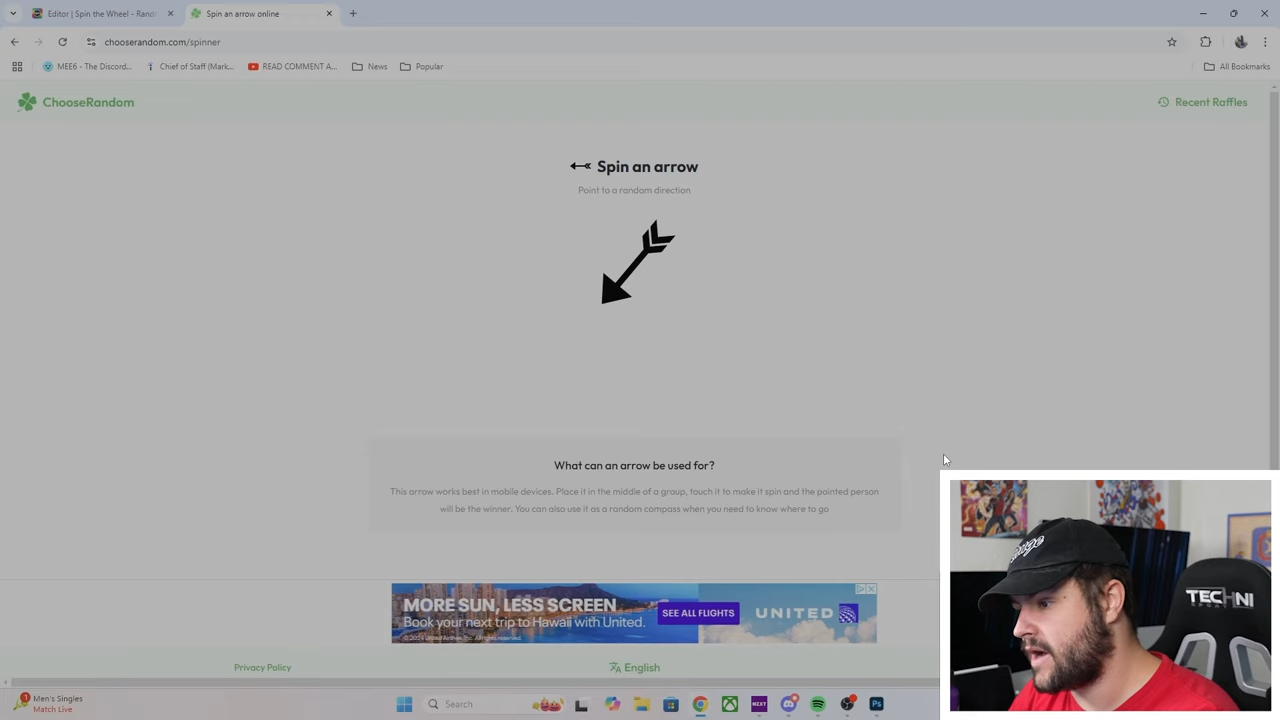 Editor | Spin the Wheel - Rand
Spin an arrow online
chooserandom.com/spinner
MEE6 - The Discord...
Chief of Staff (Mark...
READ COMMENT A...
News
Popular
All Bookmarks
ChooseRandom
Recent Raffles
Spin an arrow
Point to a random direction
What can an arrow be used for?
This arrow works best in mobile devices. Place it in the middle of a group, touch it to make it spin and the pointed person
will be the winner. You can also use it as a random compass when you need to know where to go
MORE SUN, LESS SCREEN
Book your next trip to Hawaii with United.
SEE ALL FLIGHTS
UNITED
Privacy Policy
English
1
Men's Singles
Match Live
Search
NZXT
TECHNI
SPORT